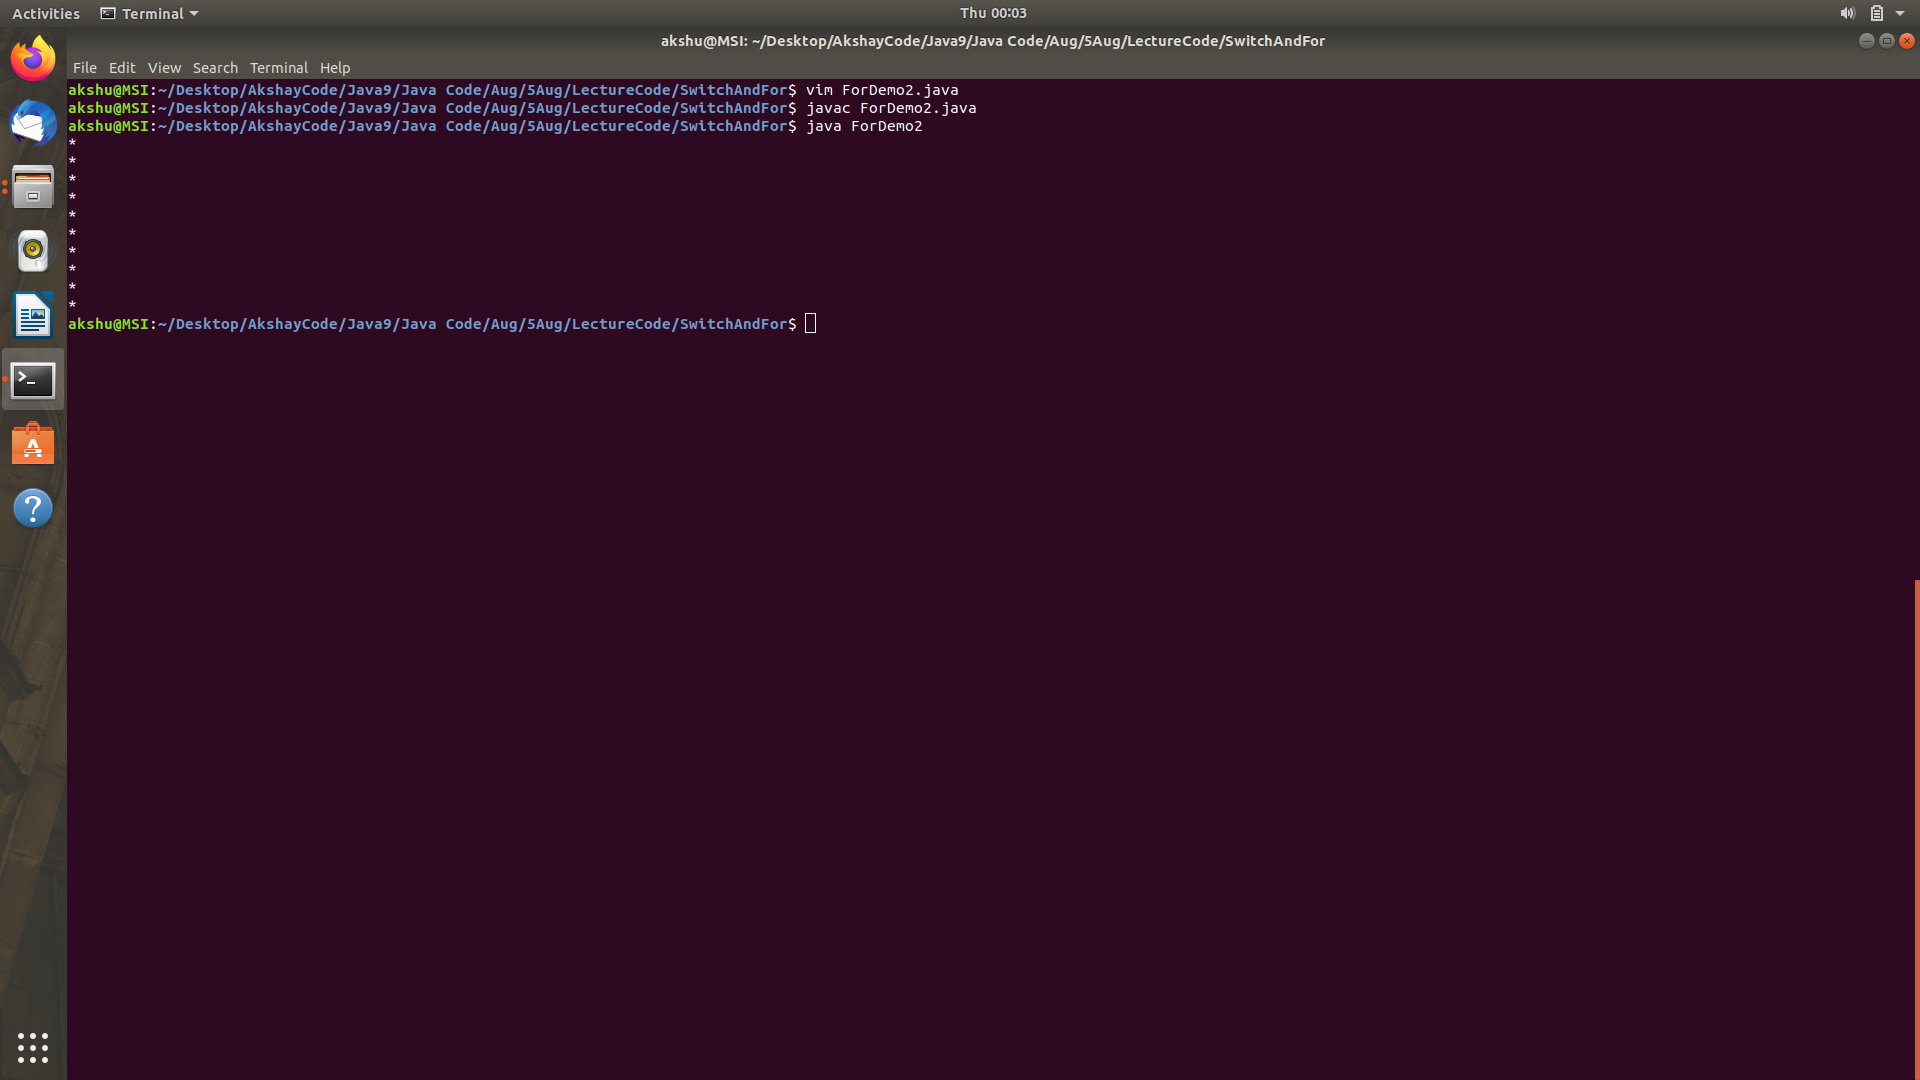 Activities Terminal Thu 00:03
akshu@MSI: ~/Desktop/AkshayCode/Java9/Java Code/Aug/5Aug/LectureCode/SwitchAndFor
File Edit View Search Terminal Help
akshu@MSI:~/Desktop/AkshayCode/Java9/Java Code/Aug/5Aug/LectureCode/SwitchAndFor$ vim ForDemo2.java
akshu@MSI:~/Desktop/AkshayCode/Java9/Java Code/Aug/5Aug/LectureCode/SwitchAndFor$ javac ForDemo2.java
akshu@MSI:~/Desktop/AkshayCode/Java9/Java Code/Aug/5Aug/LectureCode/SwitchAndFor$ java ForDemo2
*
*
*
*
*
*
*
*
*
*
akshu@MSI:~/Desktop/AkshayCode/Java9/Java Code/Aug/5Aug/LectureCode/SwitchAndFor$